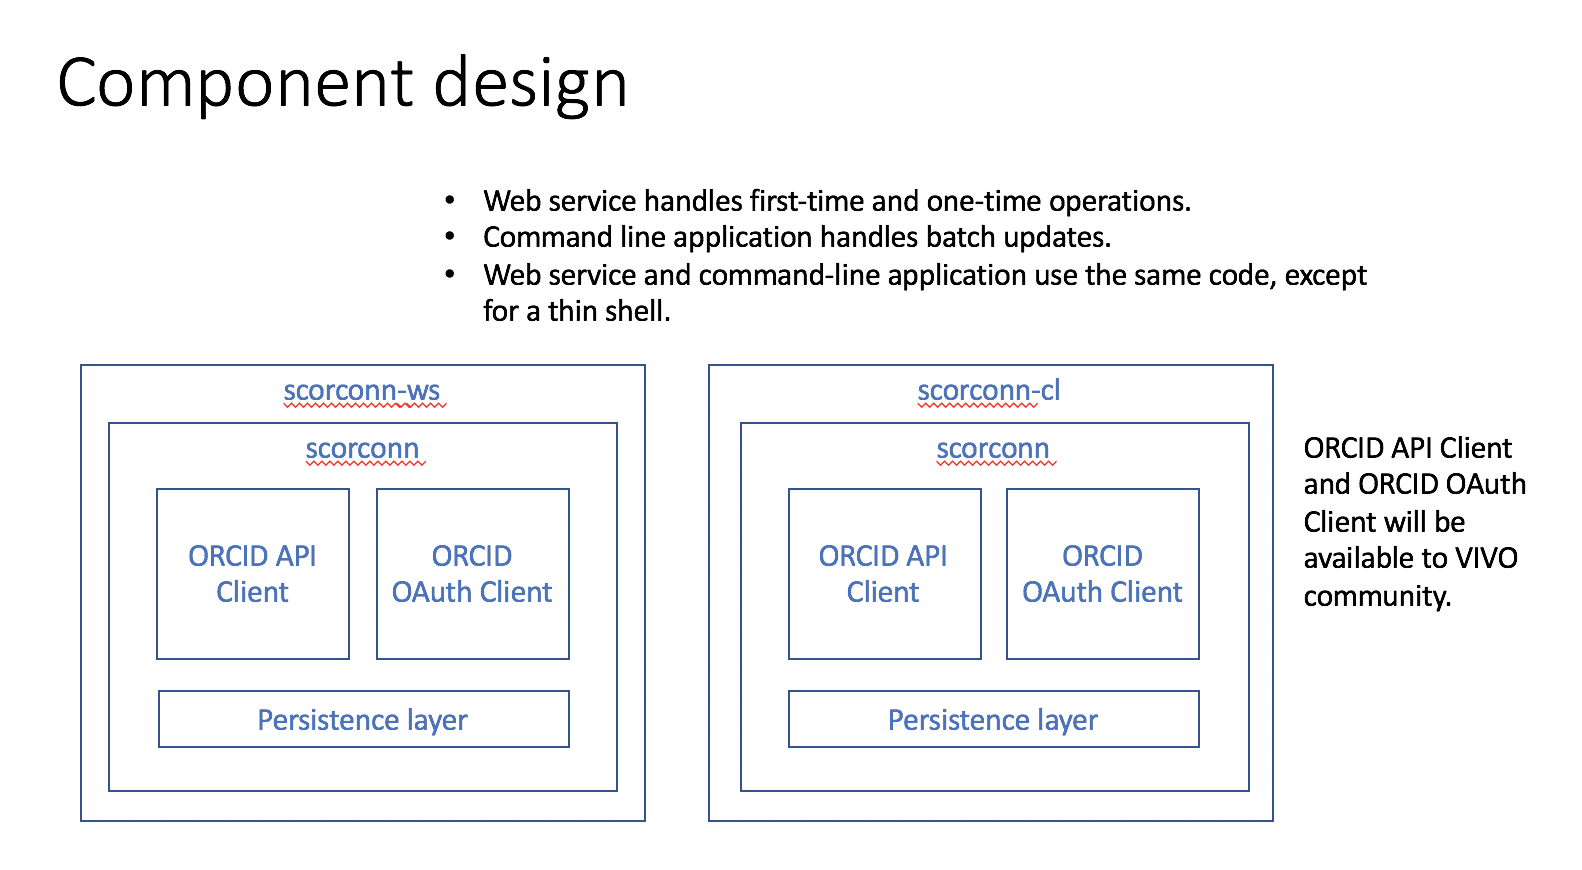 Component design
• Web service handles first-time and one-time operations.
• Command line application handles batch updates.
• Web service and command-line application use the same code, except
for a thin shell.
scorconn-ws
scorconn
ORCID API
Client
ORCID
OAuth Client
Persistence layer
scorconn-cl
scorconn
ORCID API
Client
ORCID
OAuth Client
Persistence layer
ORCID API Client
and ORCID OAuth
Client will be
available to VIVO
community.